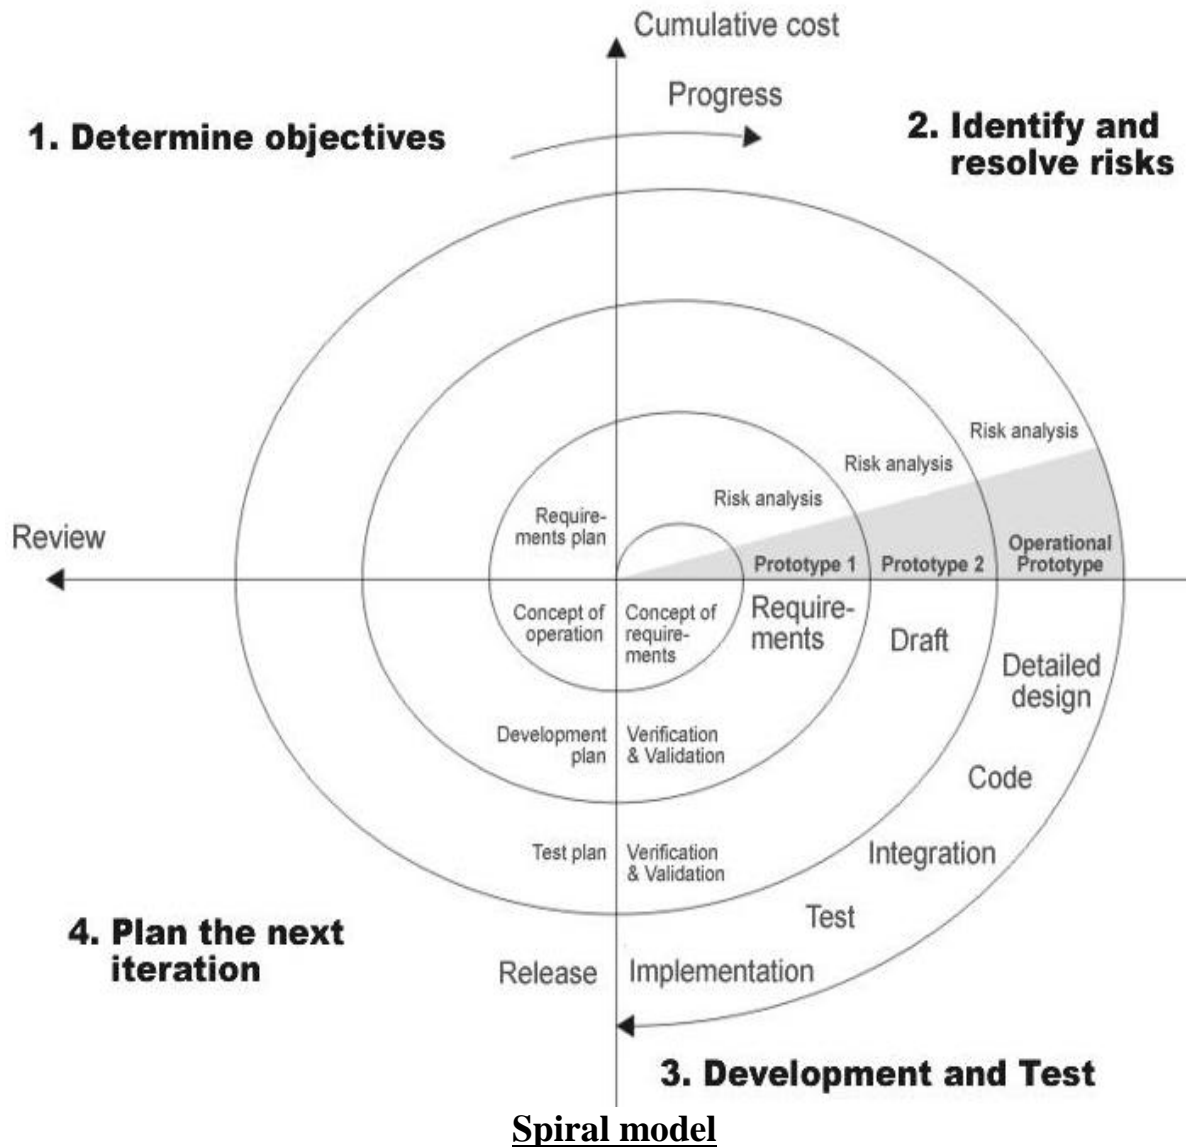 Cumulative cost
Progress
1. Determine objectives
2. Identify and
resolve risks
Risk analysis
Risk analysis
Risk analysis
Require-
ments plan
Review
Operational
Prototype
Prototype 1
Prototype 2
Concept of
operation
Concept of
require-
ments
Require-
ments
Draft
Detailed
design
Development
plan
Verification
& Validation
Code
Test plan
Verification
& Validation
Integration
Test
4. Plan the next
iteration
Release
Implementation
3. Development and Test
Spiral model